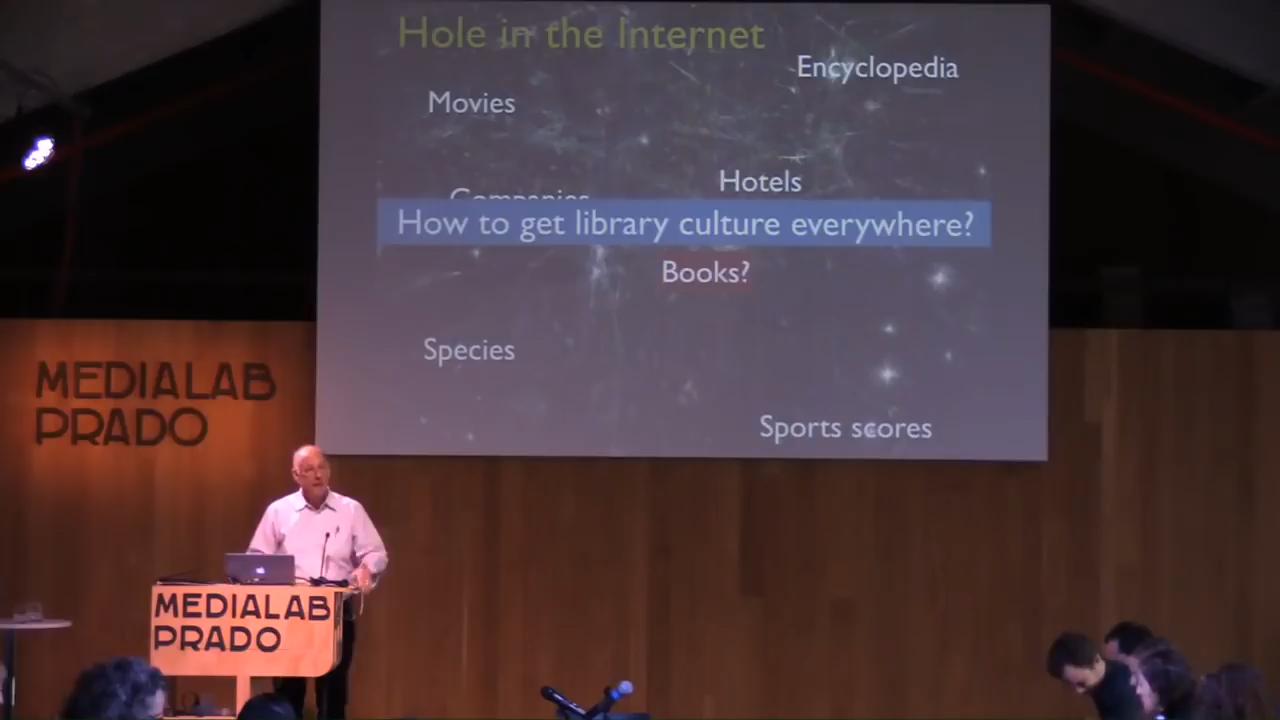 Hole in the Internet
Encyclopedia
Movies
Hotels
Companies
How to get library culture everywhere?
Books?
Species
Sports scores
MEDIALAB
PRADO
MEDIALAB
PRADO